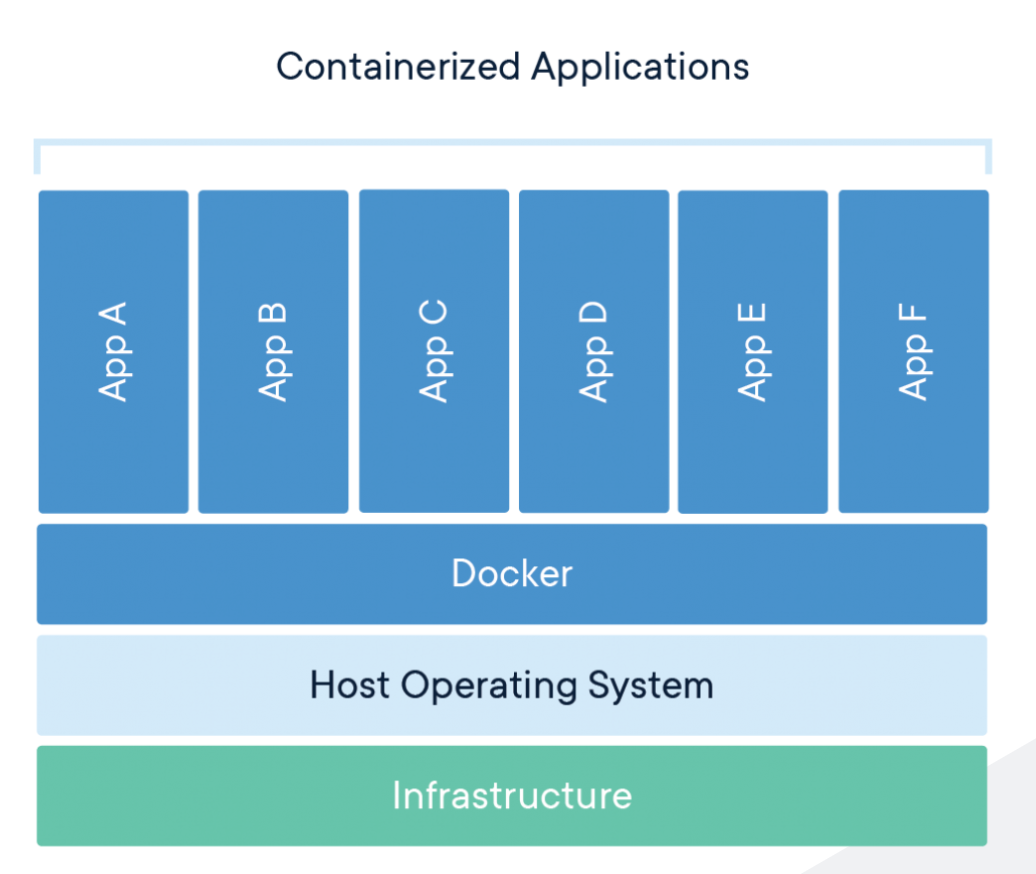 Containerized Applications
App A
App B
App C
App D
App E
App F
Docker
Host Operating System
Infrastructure